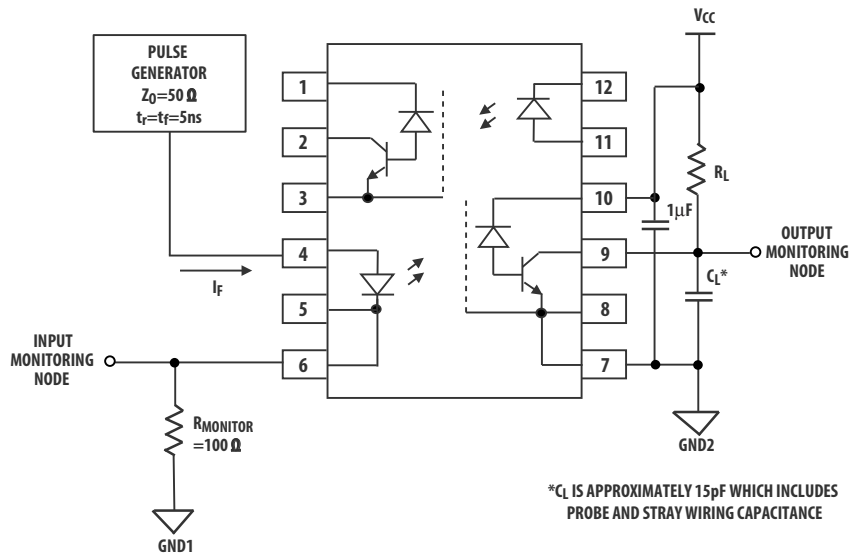 PULSE
GENERATOR
Z0=50 Ω
tr=tf=5ns
VCC
1
2
3
4
5
6
12
11
10
9
8
7
RL
1μF
OUTPUT
MONITORING
NODE
CL*
IF
INPUT
MONITORING
NODE
RMONITOR
=100 Ω
GND1
GND2
*CL IS APPROXIMATELY 15pF WHICH INCLUDES
PROBE AND STRAY WIRING CAPACITANCE